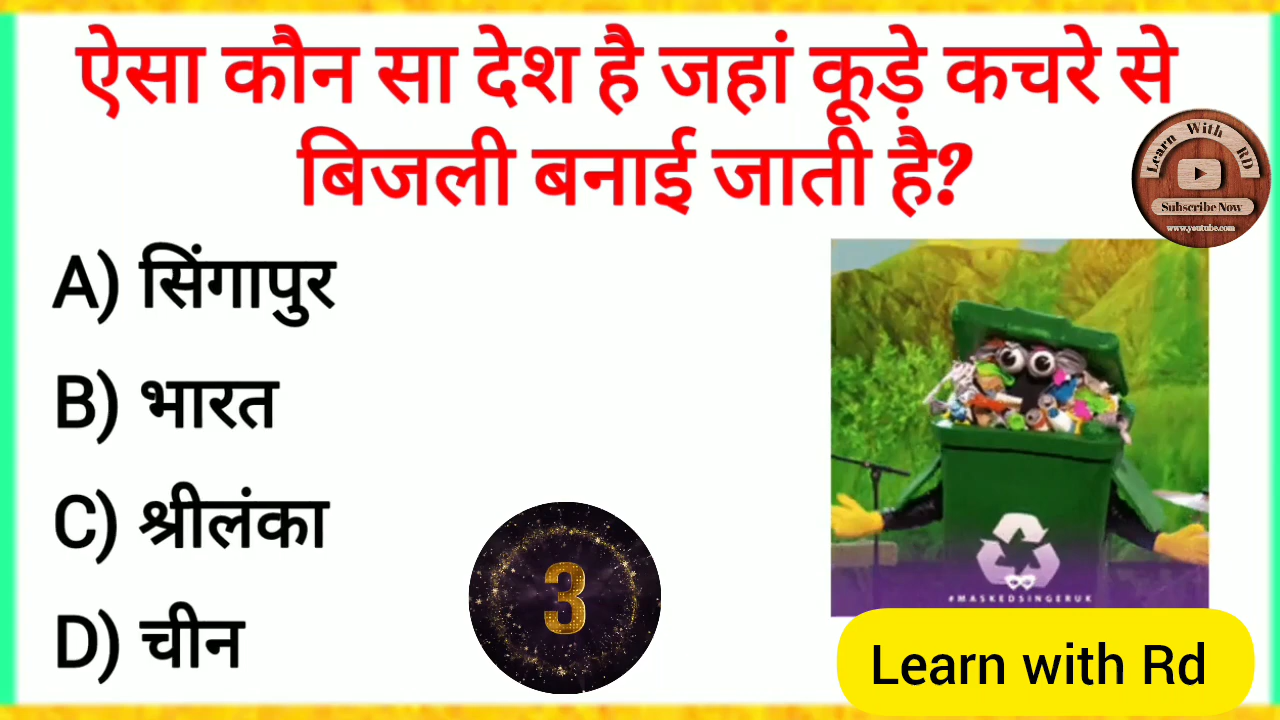 ऐसा कौन सा देश है जहां कूड़े कचरे से
बिजली बनाई जाती है?
Learn With RD
Subscribe Now
www.youtube.com
A) सिंगापुर
B) भारत
C) श्रीलंका
D) चीन
3
#MASKEDSINGERUK
Learn with Rd